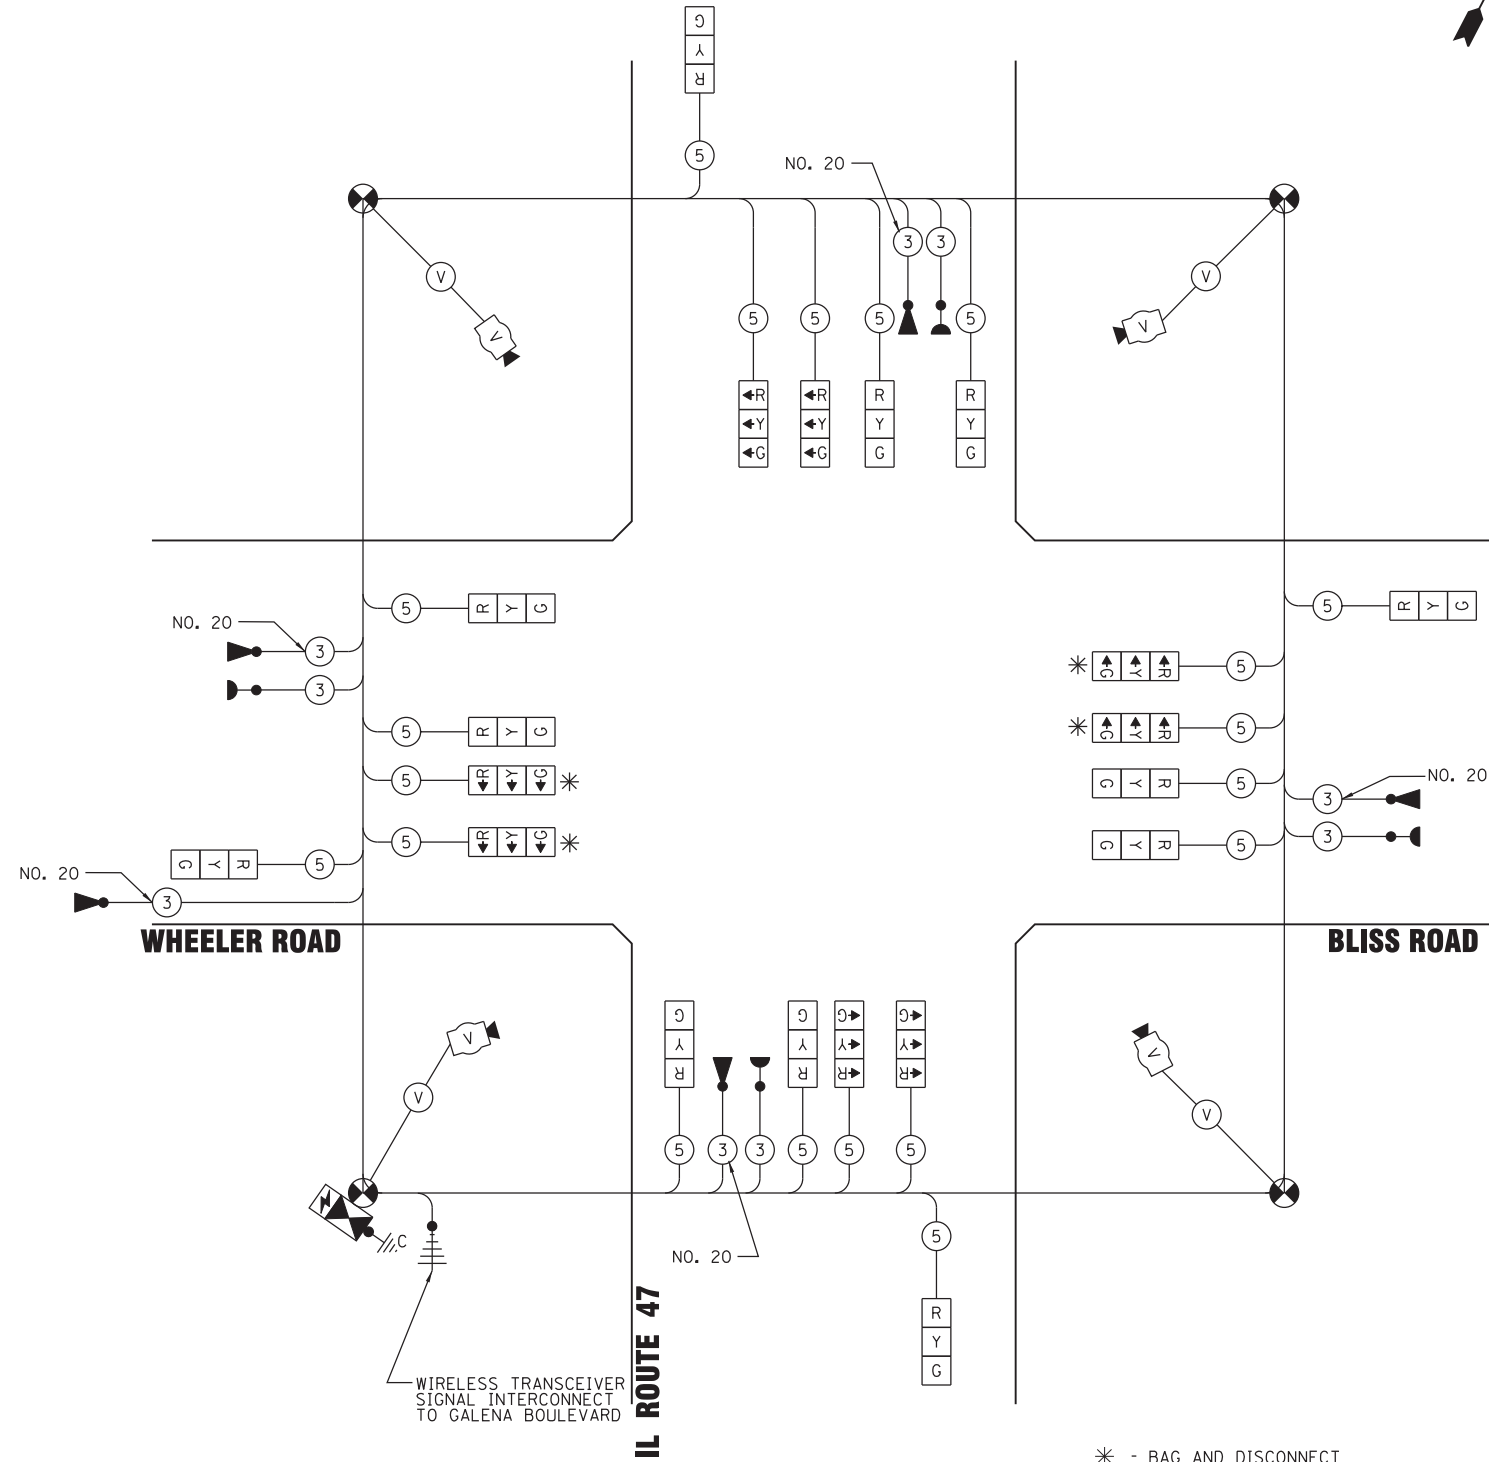 G
Y
R
5
NO. 20
3 3
V
V
5 5 5 5
V
V
R R R R
Y Y Y Y
G G G G
5 R Y G
5 R Y G
NO. 20
3
G Y R 5
3
G Y R 5
5 R Y G
NO. 20
5 R Y G
G Y R 5
3
5 R Y G
3
G Y R 5
G Y R 5
NO. 20
3
WHEELER ROAD
BLISS ROAD
G G G G
Y Y Y Y
R R R R
V
V
V
V
5 3 3 5 5 5
C
5
NO. 20
R
Y
G
IL ROUTE 47
WIRELESS TRANSCEIVER
SIGNAL INTERCONNECT
TO GALENA BOULEVARD
- BAG AND DISCONNECT